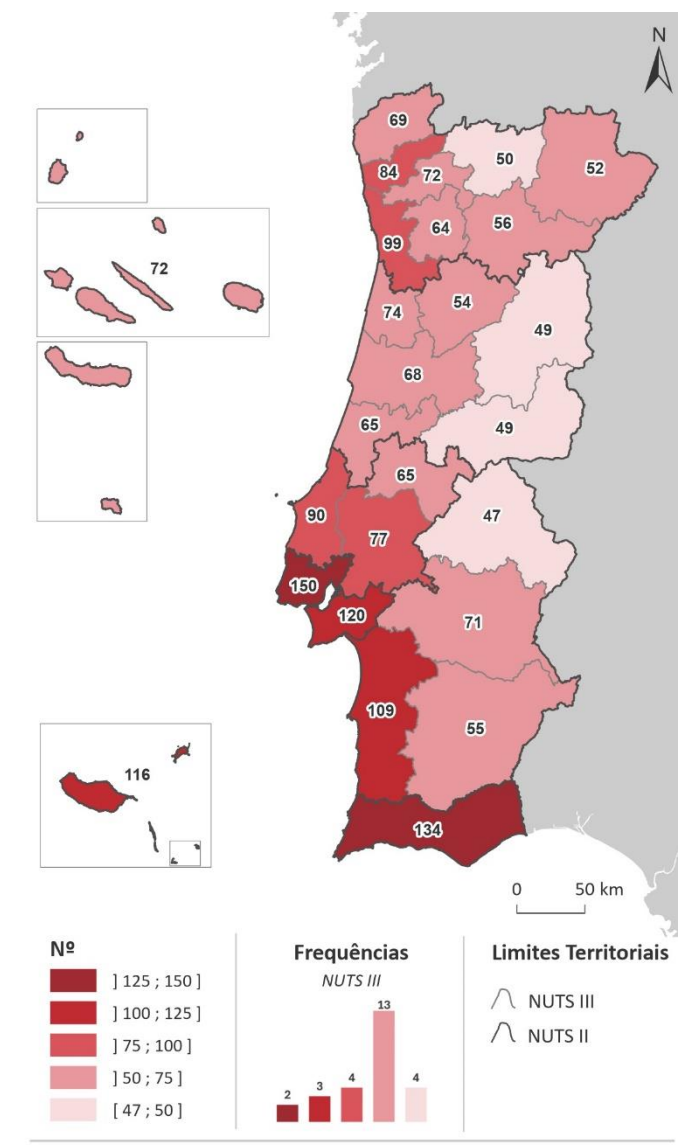 N
69
50
52
84
72
56
64
99
72
54
74
49
68
65
49
65
47
90
77
150
120
71
109
55
116
134
0 50 km
Nº
] 125 ; 150 ]
] 100 ; 125 ]
] 75 ; 100 ]
] 50 ; 75 ]
[ 47 ; 50 ]
Frequências
NUTS III
13
2
3
4
4
Limites Territoriais
NUTS III
NUTS II